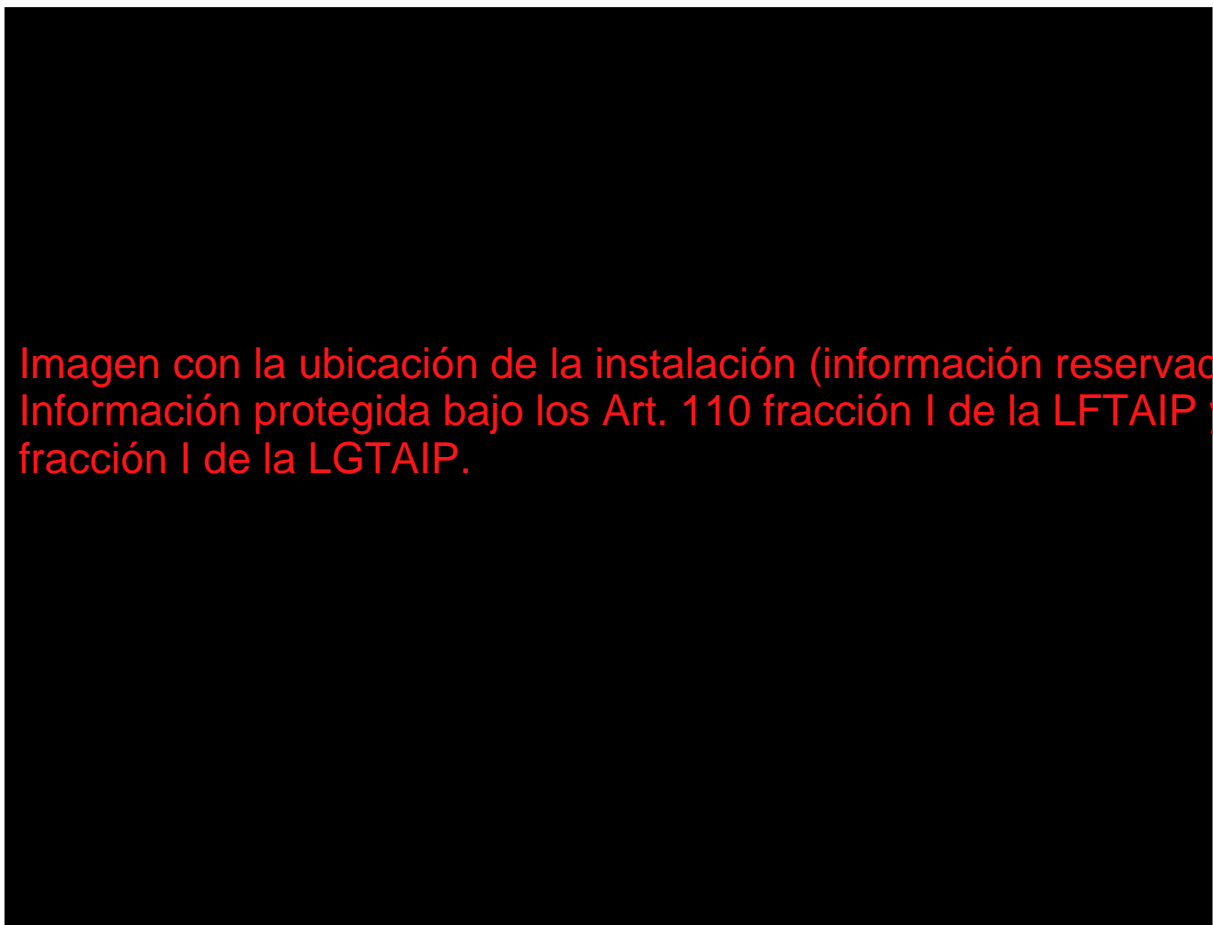 Imagen con la ubicación de la instalación (información reservad
Información protegida bajo los Art. 110 fracción I de la LFTAIP y
fracción I de la LGTAIP.